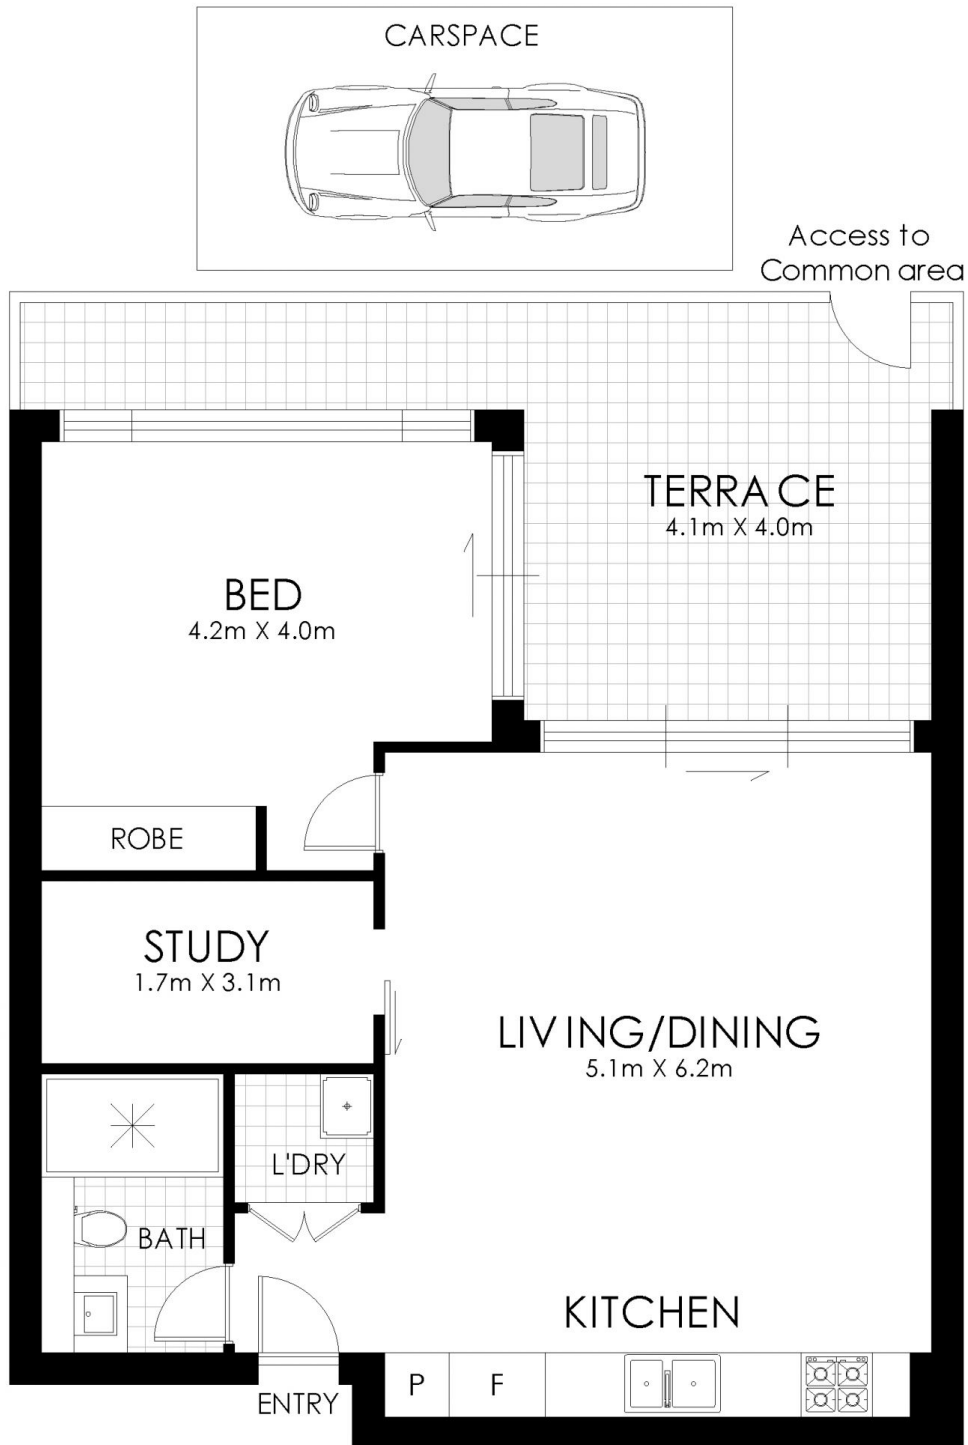 CARSPACE
Access to
Common area
TERRACE
4.1m X 4.0m
BED
4.2m X 4.0m
ROBE
STUDY
1.7m X 3.1m
LIVING/DINING
5.1m X 6.2m
L'DRY
BATH
KITCHEN
P
F
ENTRY